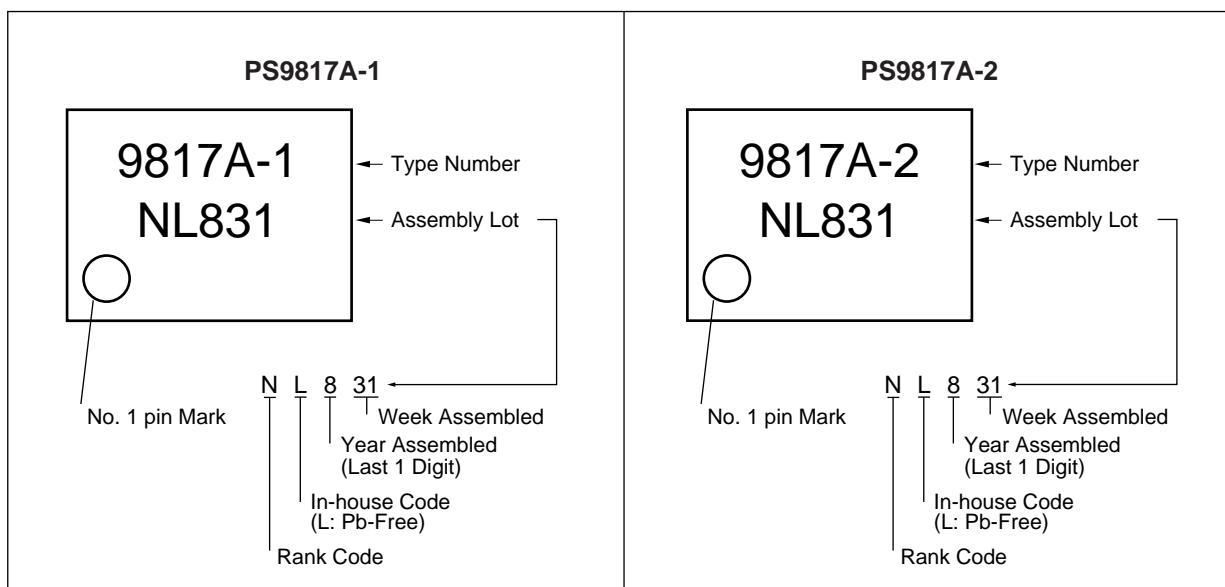 PS9817A-1
9817A-1
Type Number
NL831
Assembly Lot
N L 8 31
No. 1 pin Mark
Week Assembled
Year Assembled
(Last 1 Digit)
In-house Code
(L: Pb-Free)
Rank Code
PS9817A-2
9817A-2
Type Number
NL831
Assembly Lot
N L 8 31
No. 1 pin Mark
Week Assembled
Year Assembled
(Last 1 Digit)
In-house Code
(L: Pb-Free)
Rank Code